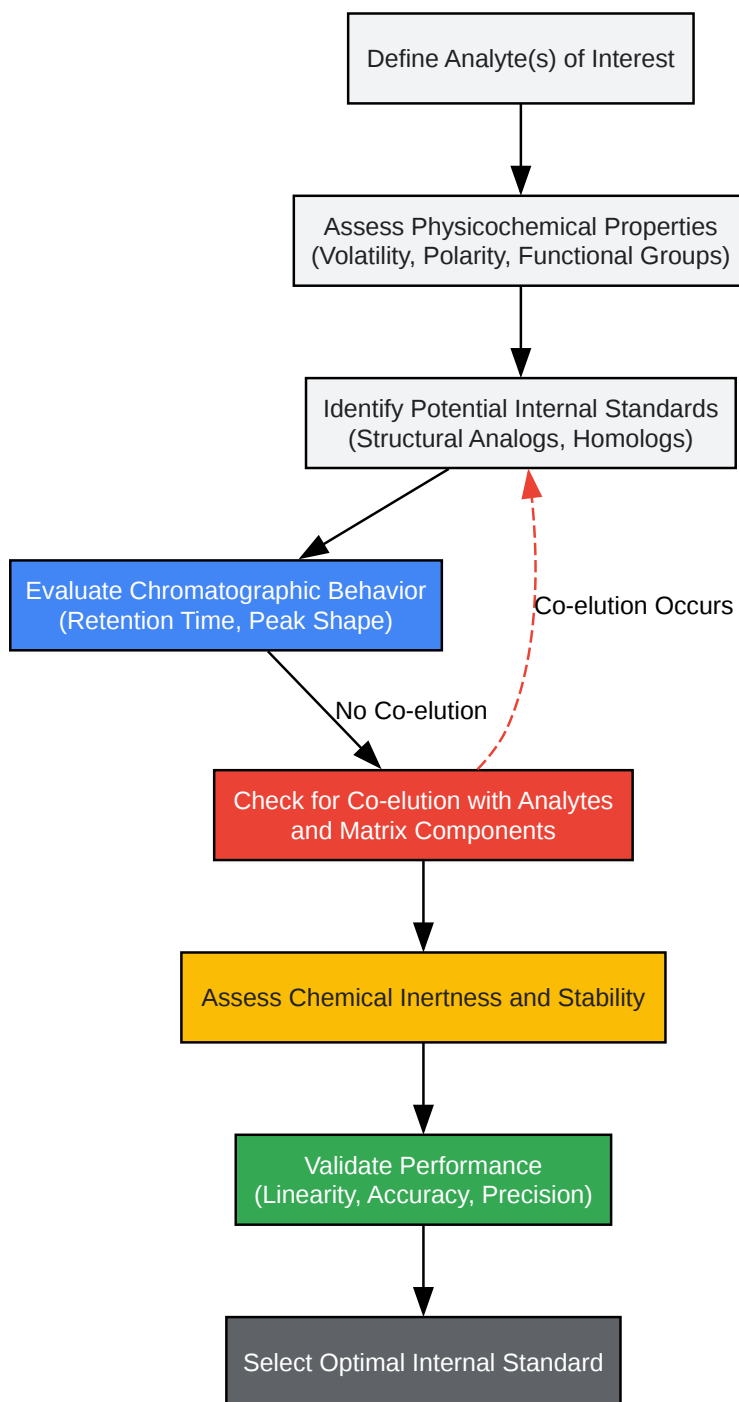 Define Analyte(s) of Interest
Assess Physicochemical Properties
(Volatility, Polarity, Functional Groups)
Identify Potential Internal Standards
(Structural Analogs, Homologs)
Evaluate Chromatographic Behavior
(Retention Time, Peak Shape)
Co-elution Occurs
No Co-elution
Check for Co-elution with Analytes
and Matrix Components
Assess Chemical Inertness and Stability
Validate Performance
(Linearity, Accuracy, Precision)
Select Optimal Internal Standard